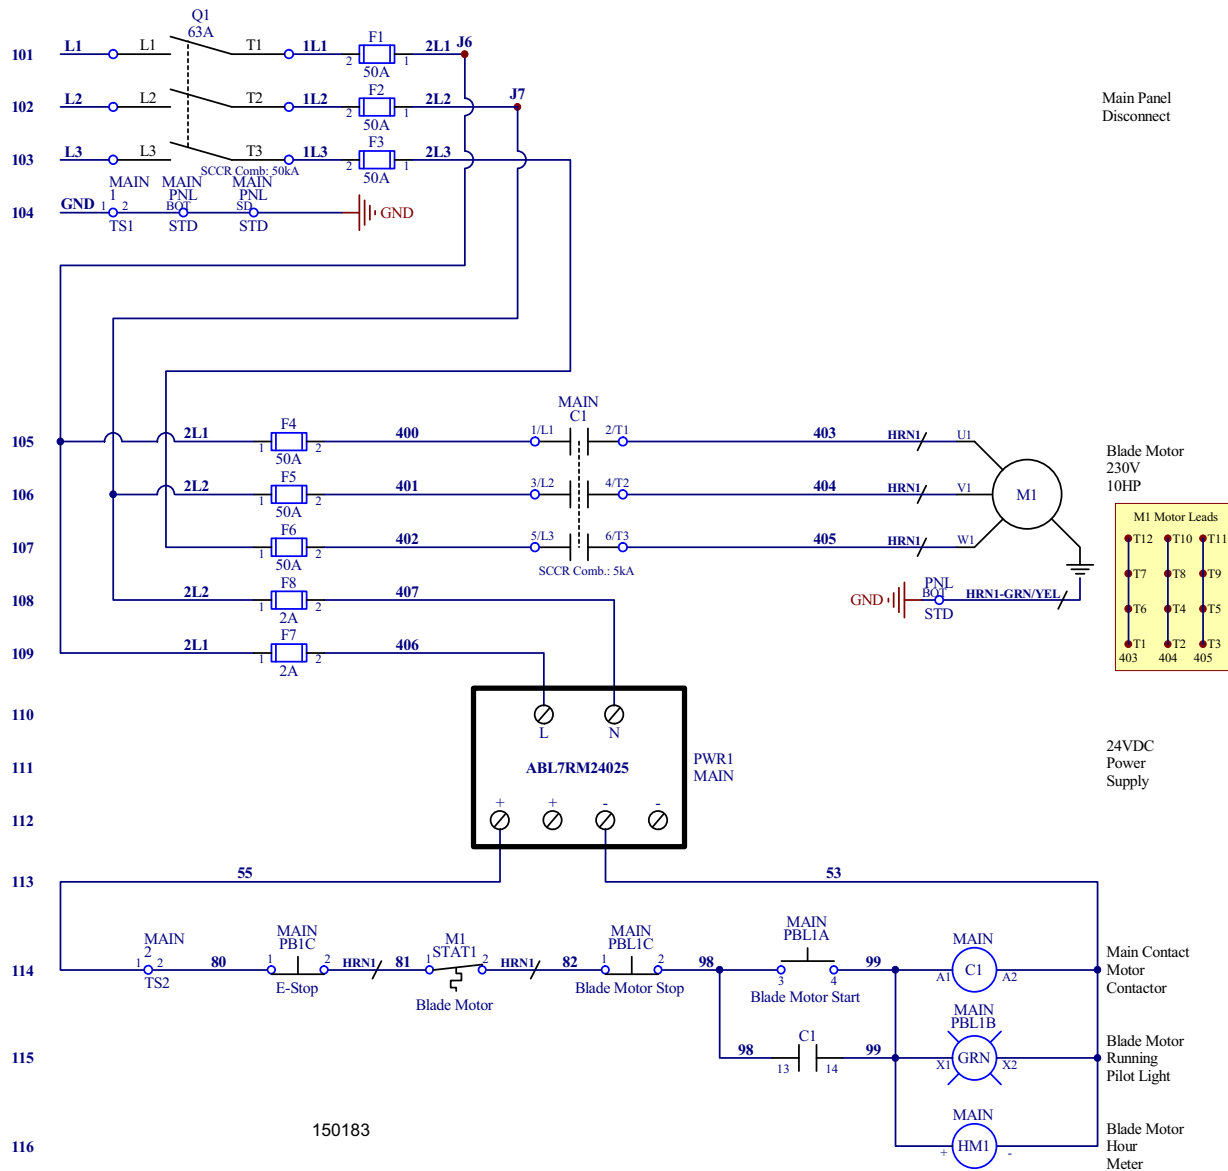 Q1
63A
101 L1 L1 T1 1L1 F1 2L1 J6
2 1
50A
102 L2 L2 T2 1L2 F2 2L2 J7
2 1
50A
Main Panel
Disconnect
103 L3 L3 T3 1L3 F3 2L3
2 1
50A
SCCR Comb: 50kA
MAIN MAIN MAIN
1 PNL PNL
104 GND 1 2 BOT SD GND
TS1 STD STD
MAIN
C1
105 2L1 F4 400 1/L1 2/T1 403 HRN1 U1
1 2
50A
Blade Motor
230V
10HP
106 2L2 F5 401 3/L2 4/T2 404 HRN1 V1 M1
1 2
50A
107 F6 402 5/L3 6/T3 405 HRN1 W1
1 2
50A
SCCR Comb.: 5kA
M1 Motor Leads
T12 T10 T11
T7 T8 T9
T6 T4 T5
T1 T2 T3
403 404 405
108 2L2 F8 407
1 2
2A
GND PNL
BOT HRN1-GRN/YEL
STD
109 2L1 F7 406
1 2
2A
110
L N
111 ABL7RM24025 PWR1
MAIN
24VDC
Power
Supply
112 + + - -
113 55 53
114 MAIN
2
1 2
TS2
80
MAIN
PB1C
1 2
E-Stop
HRN1 81
M1
STAT1
1 2
Blade Motor
HRN1 82
MAIN
PBL1C
1 2
Blade Motor Stop
98
MAIN
PBL1A
3 4
Blade Motor Start
99
MAIN
A1 C1 A2
Main Contact
Motor
Contactor
115 98 C1 99
13 14
MAIN
PBL1B
X1 GRN X2
Blade Motor
Running
Pilot Light
150183
116
MAIN
+ HM1 -
Blade Motor
Hour
Meter